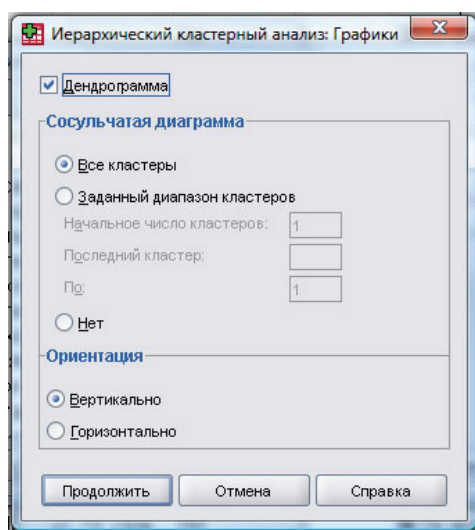 Иерархический кластерный анализ: Графики
Дендрограмма
Сосульчатая диаграмма
Все кластеры
Заданный диапазон кластеров
Начальное число кластеров: 1
Последний кластер:
По: 1
Нет
Ориентация
Вертикально
Горизонтально
Продолжить Отмена Справка